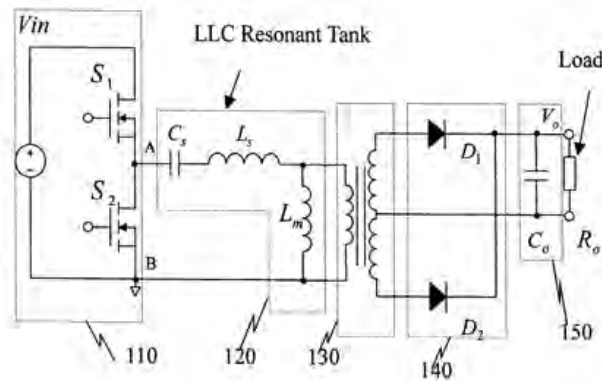 Vin
LLC Resonant Tank
Load
S1
A
Cs
Ls
Vo
D1
S2
Lm
B
Co
Ro
D2
110
120
130
140
150